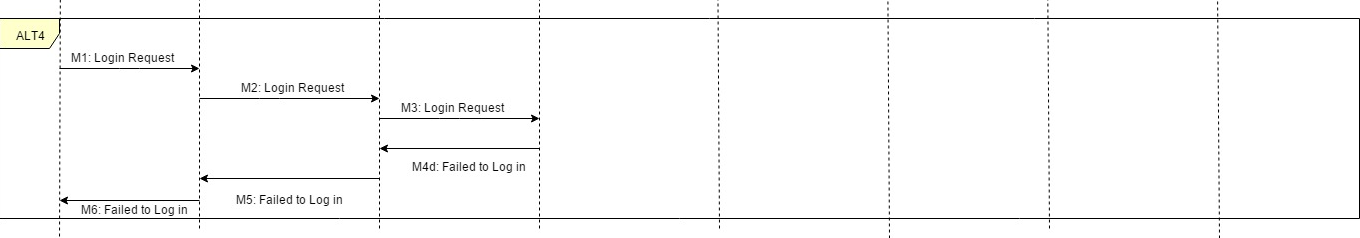 ALT4
M1: Login Request
M2: Login Request
M3: Login Request
M4d: Failed to Log in
M5: Failed to Log in
M6: Failed to Log in